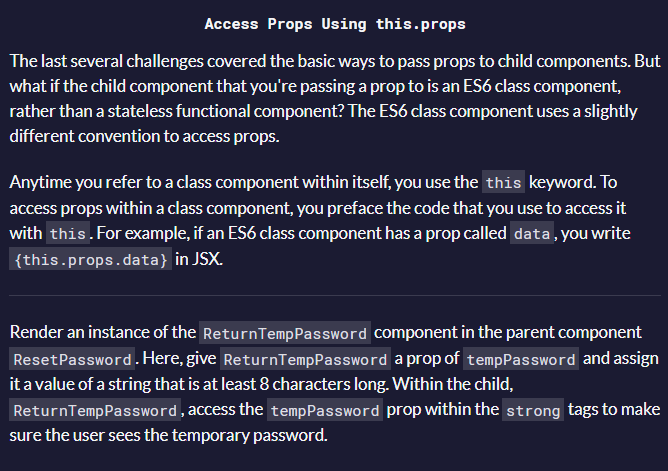 Access Props Using this.props
The last several challenges covered the basic ways to pass props to child components. But
what if the child component that you're passing a prop to is an ES6 class component,
rather than a stateless functional component? The ES6 class component uses a slightly
different convention to access props.
Anytime you refer to a class component within itself, you use the this keyword. To
access props within a class component, you preface the code that you use to access it
with this. For example, if an ES6 class component has a prop called data, you write
{this.props.data} in JSX.
Render an instance of the ReturnTempPassword component in the parent component
ResetPassword. Here, give ReturnTempPassword a prop of tempPassword and assign
it a value of a string that is at least 8 characters long. Within the child,
ReturnTempPassword, access the tempPassword prop within the strong tags to make
sure the user sees the temporary password.